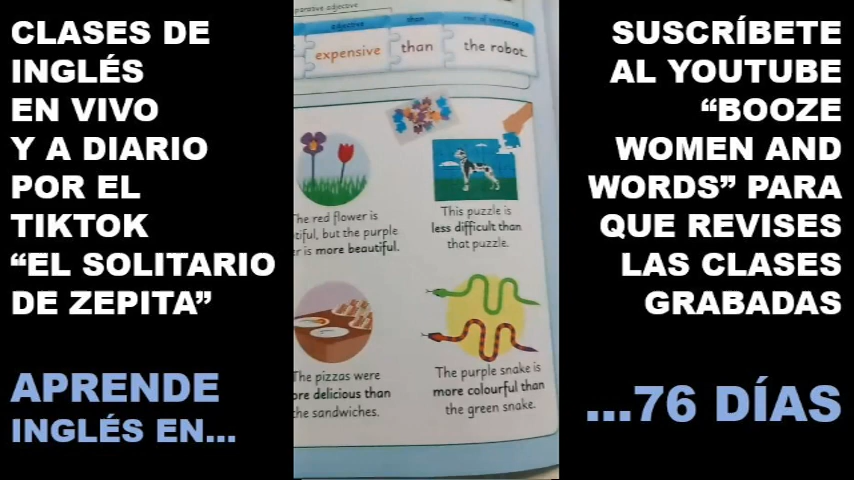 CLASES DE
INGLÉS
EN VIVO
Y A DIARIO
POR EL
TIKTOK
“EL SOLITARIO
DE ZEPITA”
APRENDE
INGLÉS EN...
adjective
than
expensive than the robot.
The red flower is
but the purple
is more beautiful.
This puzzle is
less difficult than
that puzzle.
The pizzas were
delicious than
the sandwiches.
The purple snake is
more colourful than
the green snake.
SUSCRÍBETE
AL YOUTUBE
“BOOZE
WOMEN AND
WORDS” PARA
QUE REVISES
LAS CLASES
GRABADAS
...76 DÍAS